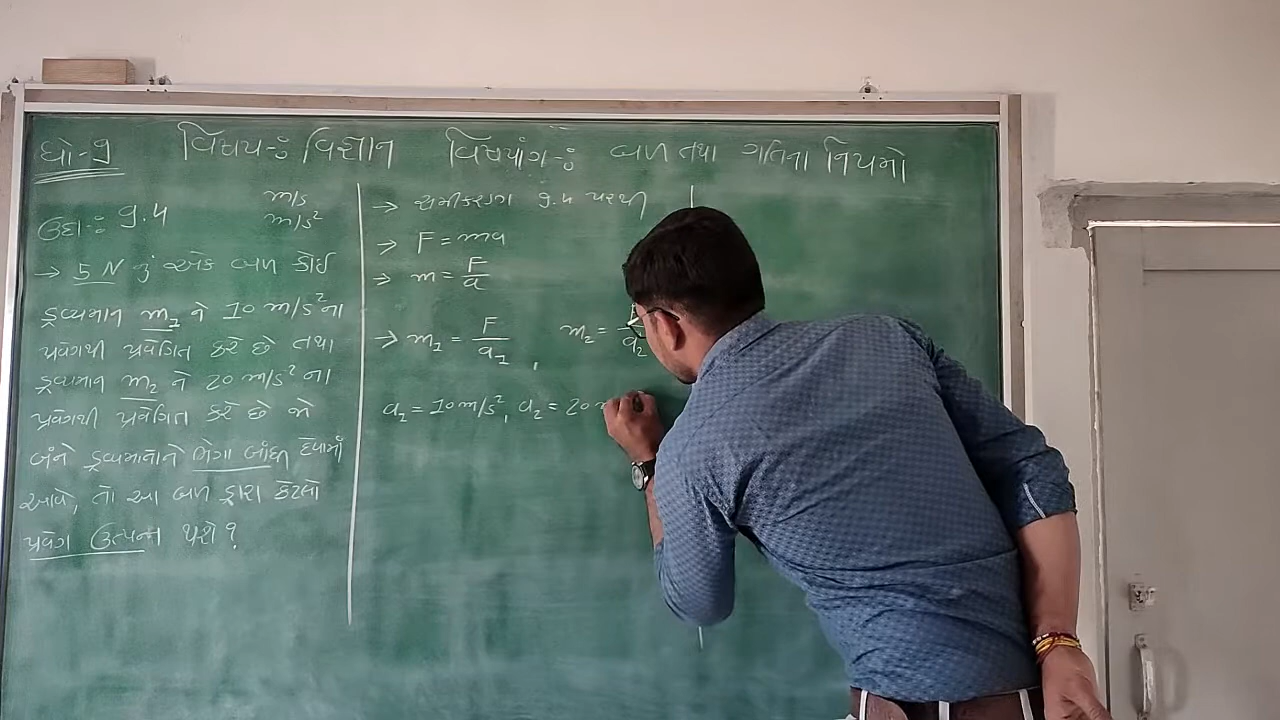 ધો-9 વિષય-: વિજ્ઞાન વિષયાંગ-: બળ તથા ગતિના નિયમો
m/s
m/s²
ઉદા-: 9.4
→ 5 N નું એક બળ કોઈ
દ્રવ્યમાન m₁ ને 10 m/s² ના
પ્રવેગથી પ્રવેગિત કરે છે તથા
દ્રવ્યમાન m₂ ને 20 m/s² ના
પ્રવેગથી પ્રવેગિત કરે છે જો
બંને દ્રવ્યમાનોને ભેગા બાંધી દેવામાં
આવે, તો આ બળ દ્વારા કેટલો
પ્રવેગ ઉત્પન્ન થશે?
→ સમીકરણ 9.4 પરથી
⇒ F = ma
⇒ m = F/a
⇒ m₁ = F/a₁ , m₂ = F/a₂
a₂ = 10 m/s², a₂ = 20 m